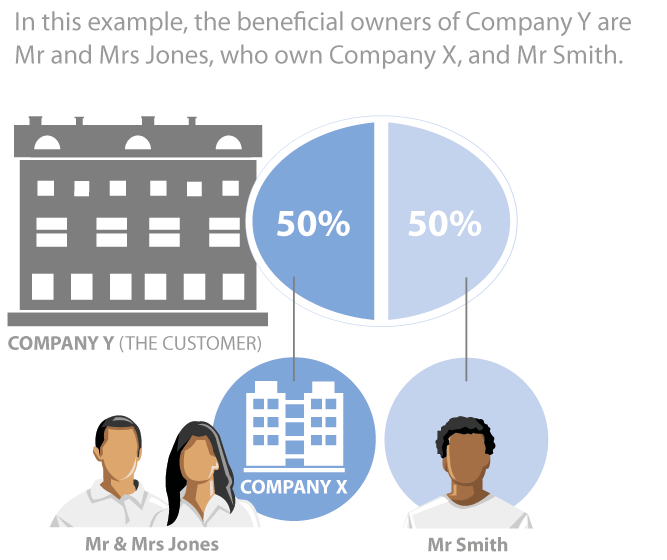 In this example, the beneficial owners of Company Y are
Mr and Mrs Jones, who own Company X, and Mr Smith.
50%
50%
COMPANY Y (THE CUSTOMER)
COMPANY X
Mr & Mrs Jones
Mr Smith